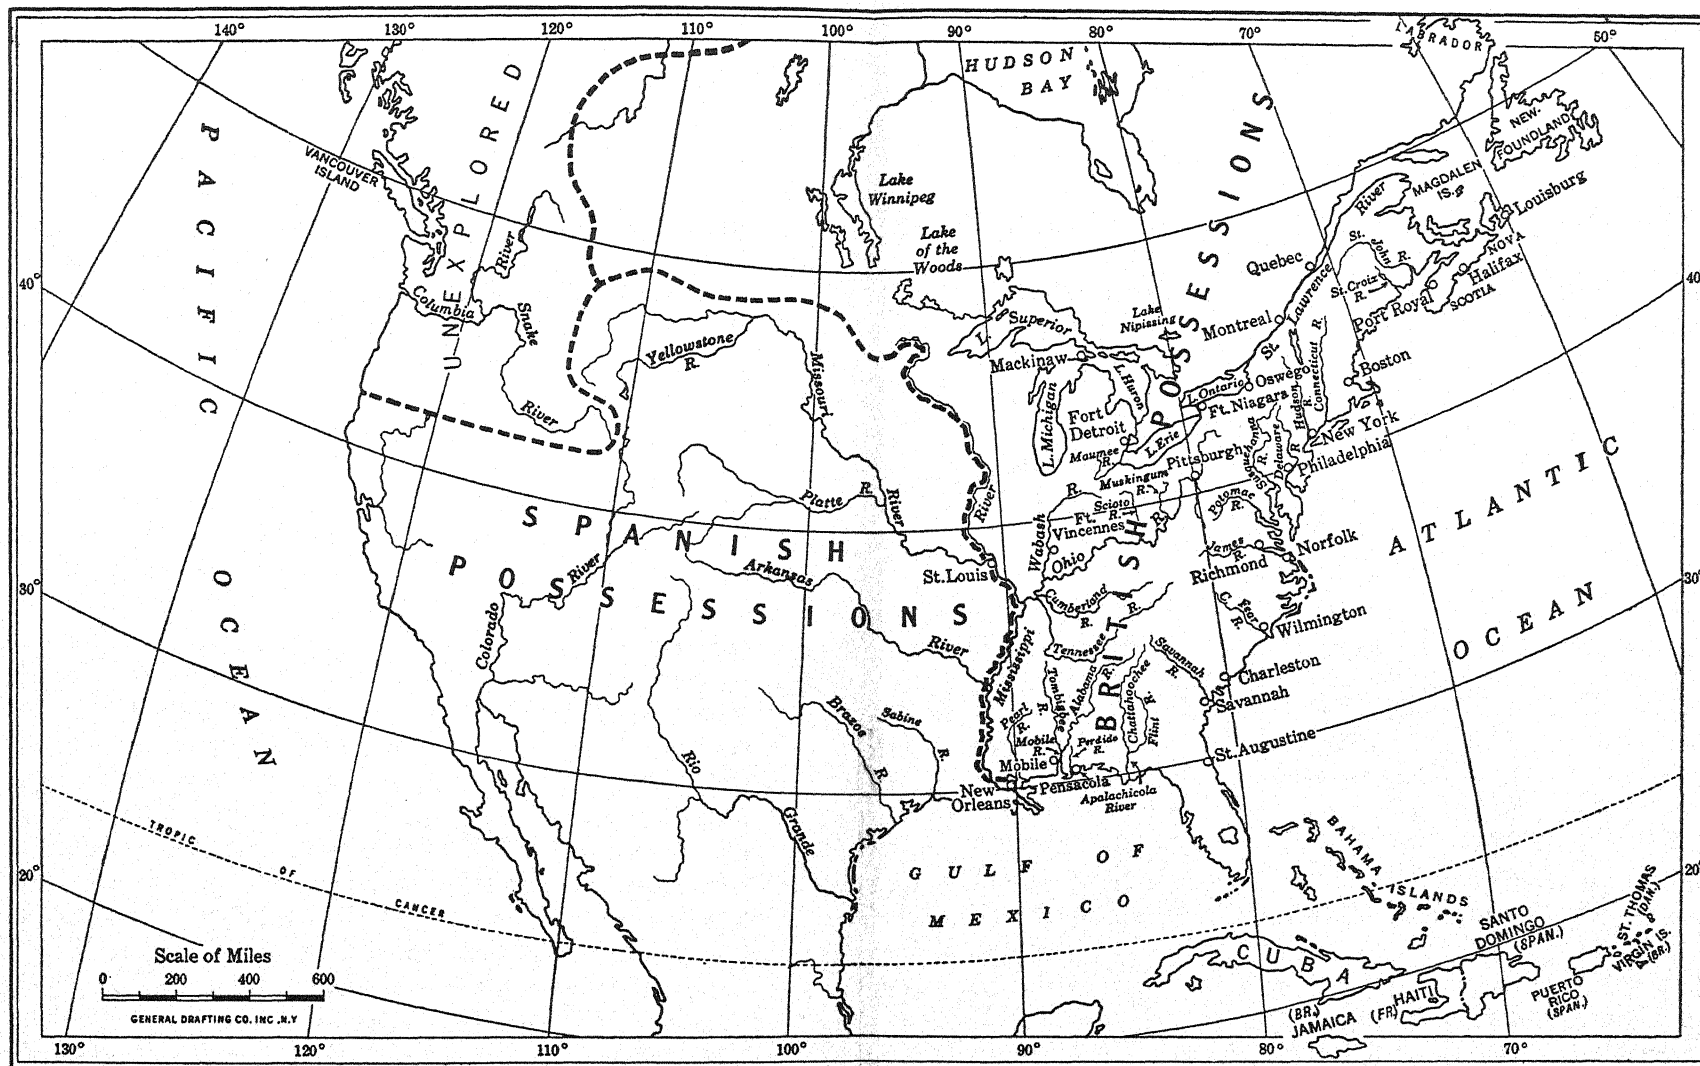 140°
130°
120°
110°
100°
90°
80°
70°
60°
LABRADOR
HUDSON
BAY
NEW-
FOUNDLAND
PACIFIC
OCEAN
UNEXPLORED
VANCOUVER
ISLAND
Lake
Winnipeg
Lake
of the
Woods
BRITISH POSSESSIONS
MAGDALEN
IS.
Louisburg
River
St. John R.
NOVA
SCOTIA
Halifax
Quebec
St. Croix
R.
Port Royal
40°
40°
River
Columbia
Snake
River
Yellowstone
R.
Missouri
River
L. Superior
Lake
Nipissing
Mackinaw
Montreal
St. Lawrence
Oswego
Boston
L. Michigan
L. Huron
L. Ontario
Ft. Niagara
Hudson
R.
Connecticut R.
Fort
Detroit
L. Erie
New York
Maumee
R.
Pittsburgh
Susquehanna
R.
Delaware
R.
Philadelphia
Muskingum
R.
Scioto
R.
Potomac
R.
ATLANTIC
OCEAN
River
Platte R.
SPANISH
POSSESSIONS
R.
Ft.
Vincennes
Wabash
Ohio
R.
James
R.
Norfolk
Richmond
St. Louis
River
Arkansas
River
Colorado
Cumberland
R.
C. Fear
R.
Wilmington
30°
30°
Mississippi
Tennessee
R.
Savannah
R.
Charleston
Savannah
Tombigbee
R.
Alabama
R.
Chattahoochee
R.
Flint
Pearl
R.
Mobile
R.
Perdido
R.
Mobile
Pensacola
St. Augustine
Brazos
R.
Sabine
R.
New
Orleans
Apalachicola
River
Rio
Grande
GULF OF
MEXICO
TROPIC
OF
CANCER
BAHAMA
ISLANDS
20°
20°
CUBA
SANTO
DOMINGO
(SPAN.)
ST. THOMAS
(DAN.)
VIRGIN IS.
(BR.)
PUERTO
RICO
(SPAN.)
HAITI
(FR.)
(BR.)
JAMAICA
Scale of Miles
0 200 400 600
GENERAL DRAFTING CO. INC. N.Y
130°
120°
110°
100°
90°
80°
70°